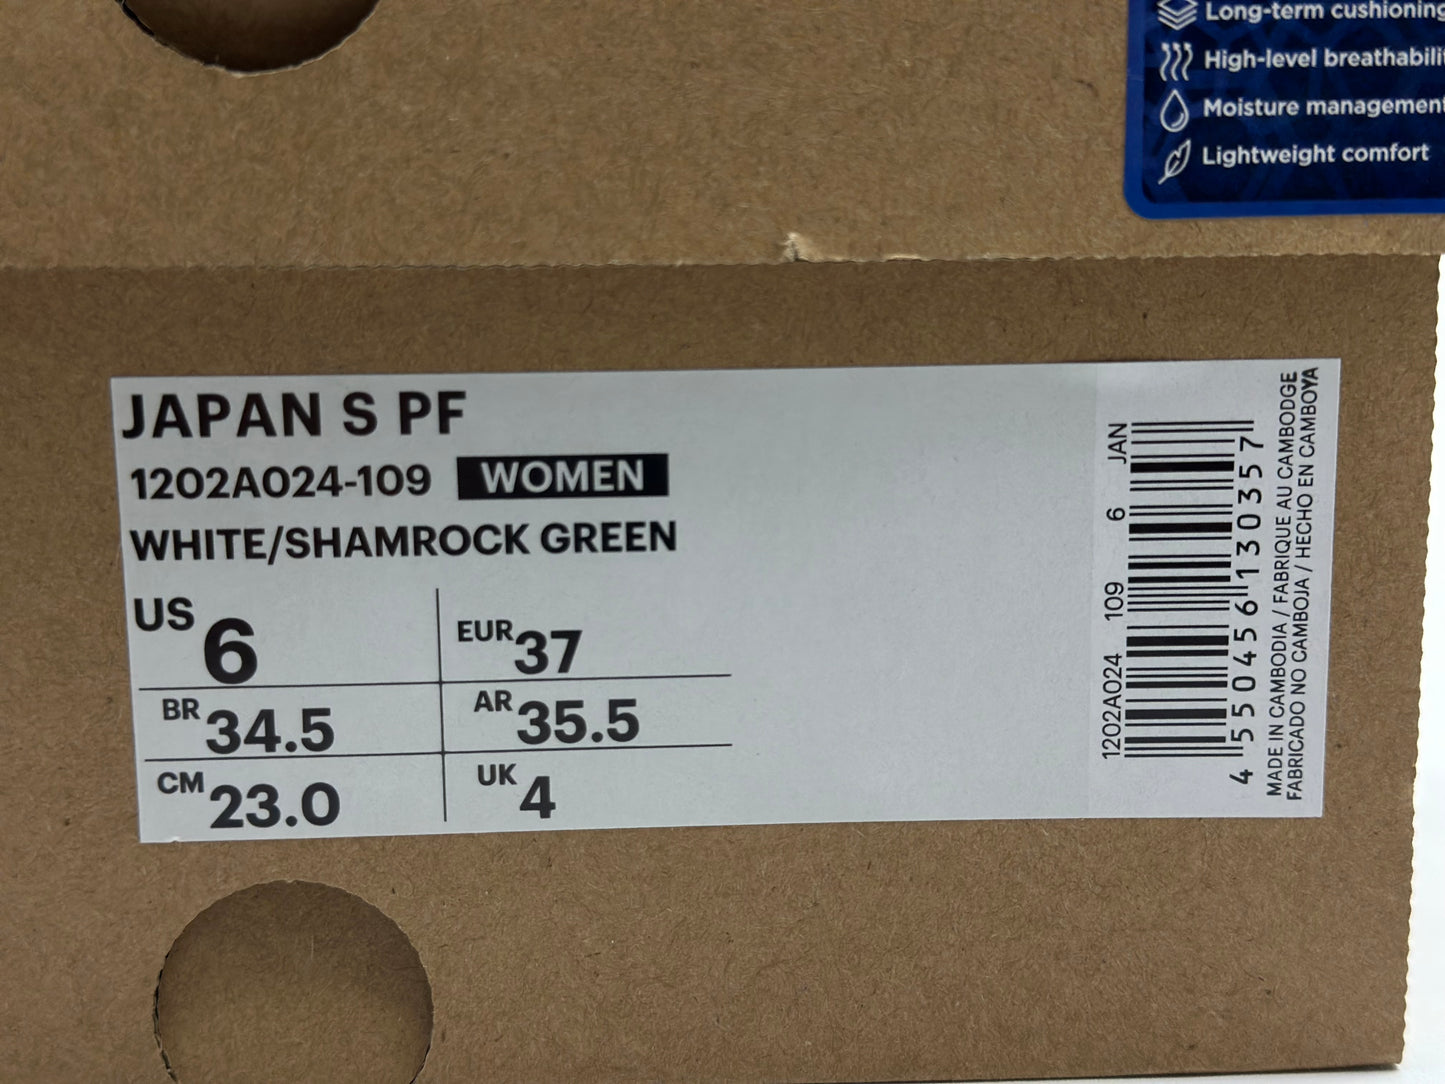 Long-term cushioning
High-level
Moisture management
Lightweight comfort
JAPAN S PF
1202A024-109 WOMEN
WHITE/SHAMROCK GREEN
US 6
EUR 37
BR 34.5
AR 35.5
CM 23.0
UK 4
1202A024 109 6 JAN
4 550456 130357
MADE IN CAMBODIA / FABRIQUE AU CAMBODGE
FABRICADO NO CAMBOJA / HECHO EN CAMBOYA